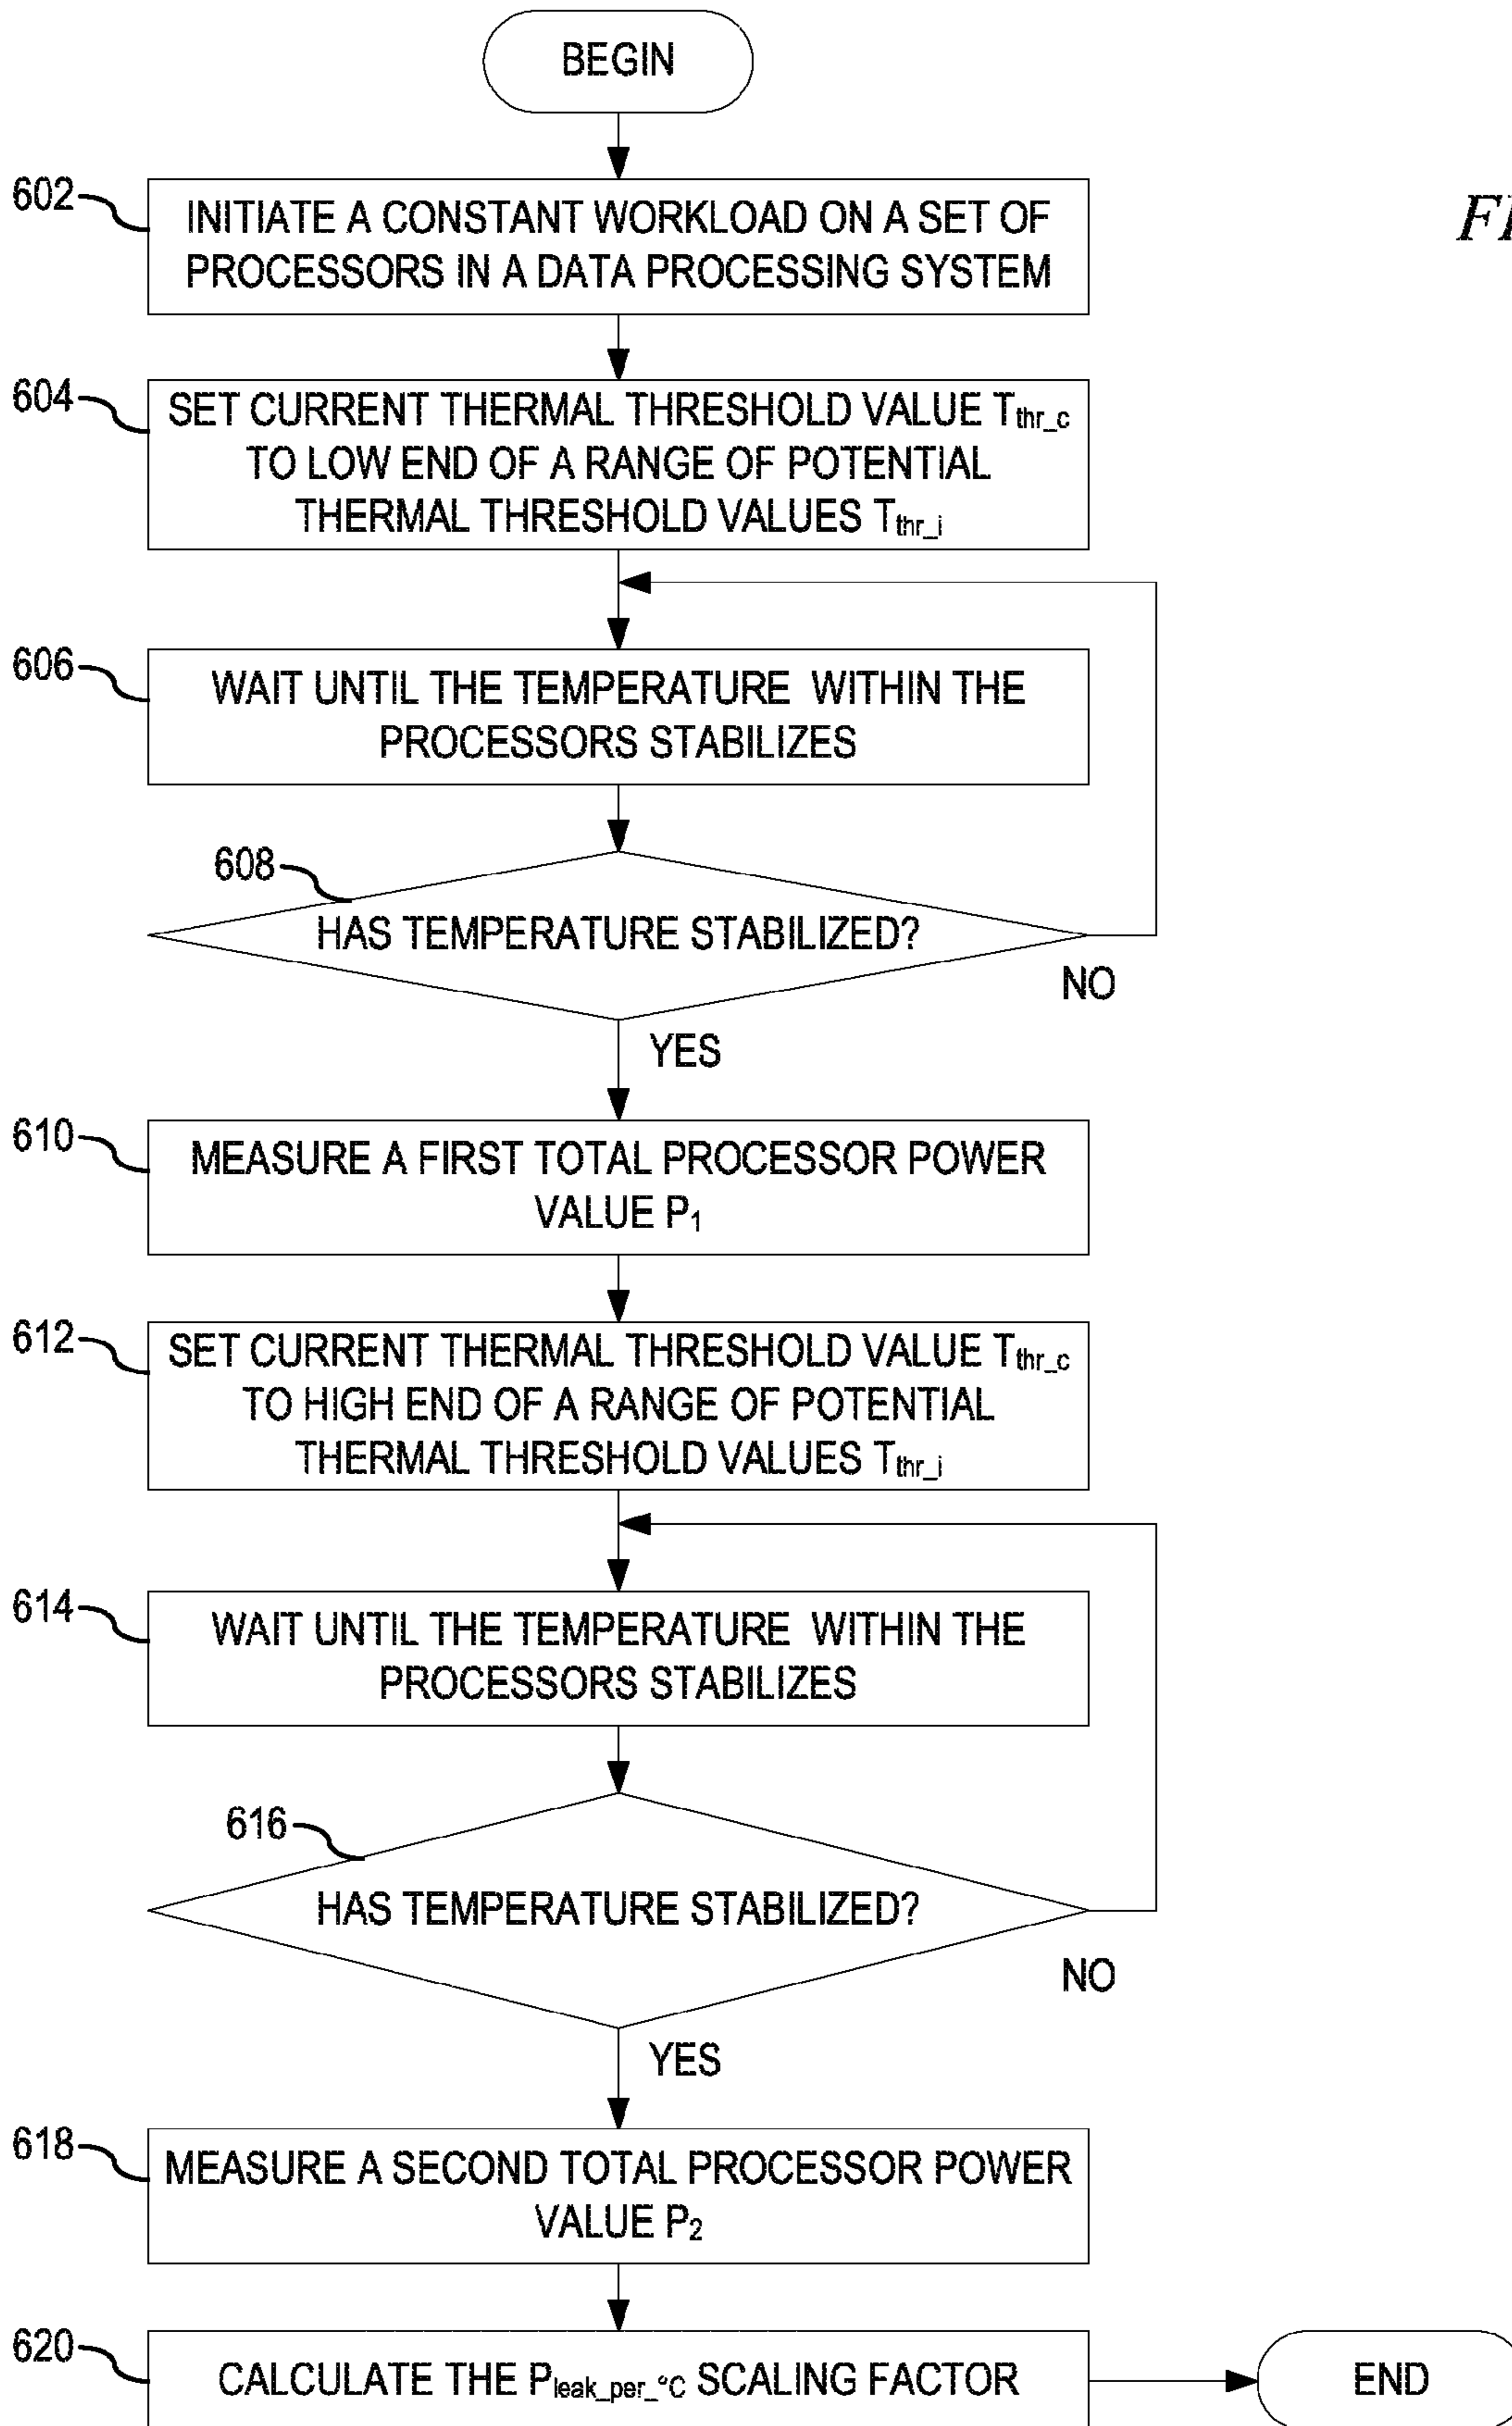 BEGIN
602
INITIATE A CONSTANT WORKLOAD ON A SET OF
PROCESSORS IN A DATA PROCESSING SYSTEM
604
SET CURRENT THERMAL THRESHOLD VALUE Tthr_c
TO LOW END OF A RANGE OF POTENTIAL
THERMAL THRESHOLD VALUES Tthr_i
606
WAIT UNTIL THE TEMPERATURE WITHIN THE
PROCESSORS STABILIZES
608
HAS TEMPERATURE STABILIZED?
NO
YES
610
MEASURE A FIRST TOTAL PROCESSOR POWER
VALUE P1
612
SET CURRENT THERMAL THRESHOLD VALUE Tthr_c
TO HIGH END OF A RANGE OF POTENTIAL
THERMAL THRESHOLD VALUES Tthr_i
614
WAIT UNTIL THE TEMPERATURE WITHIN THE
PROCESSORS STABILIZES
616
HAS TEMPERATURE STABILIZED?
NO
YES
618
MEASURE A SECOND TOTAL PROCESSOR POWER
VALUE P2
620
CALCULATE THE Pleak_per_°C SCALING FACTOR
END